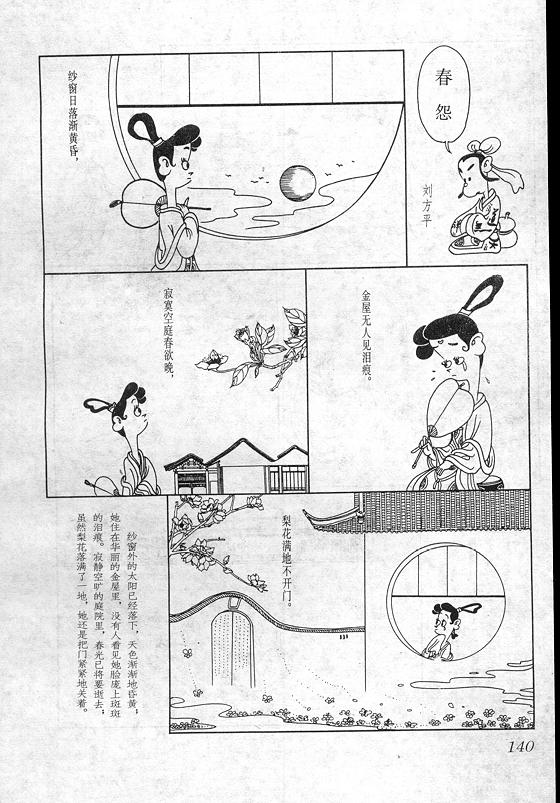 春怨
刘方平
纱窗日落渐黄昏，
金屋无人见泪痕。
寂寞空庭春欲晚，
梨花满地不开门。
纱窗外的太阳已经落下，天色渐渐地昏黄，
她住在华丽的金屋里，没有人看见她脸庞上斑斑
的泪痕。寂静空旷的庭院里，春光已将要逝去；
虽然梨花落满了一地，她还是把门紧紧地关着。
140